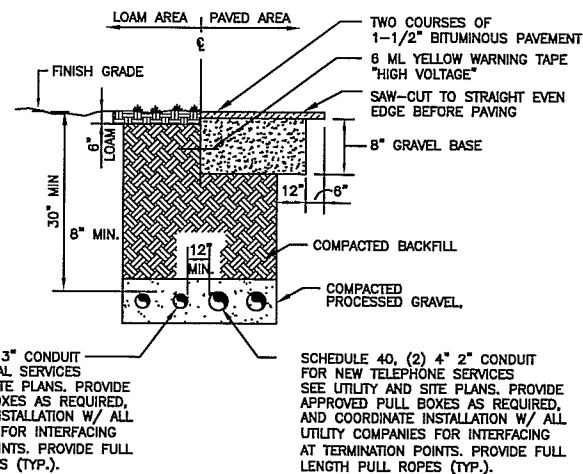 LOAM AREA
PAVED AREA
℄
TWO COURSES OF
1-1/2" BITUMINOUS PAVEMENT
6 ML YELLOW WARNING TAPE
"HIGH VOLTAGE"
FINISH GRADE
SAW-CUT TO STRAIGHT EVEN
EDGE BEFORE PAVING
6"
LOAM
8" GRAVEL BASE
30" MIN
8" MIN.
12"
6"
12"
MIN.
COMPACTED BACKFILL
COMPACTED
PROCESSED GRAVEL.
3" CONDUIT
AL SERVICES
ITE PLANS. PROVIDE
OXES AS REQUIRED,
NSTALLATION W/ ALL
FOR INTERFACING
INTS. PROVIDE FULL
S (TYP.).
SCHEDULE 40, (2) 4" 2" CONDUIT
FOR NEW TELEPHONE SERVICES
SEE UTILITY AND SITE PLANS. PROVIDE
APPROVED PULL BOXES AS REQUIRED,
AND COORDINATE INSTALLATION W/ ALL
UTILITY COMPANIES FOR INTERFACING
AT TERMINATION POINTS. PROVIDE FULL
LENGTH PULL ROPES (TYP.).